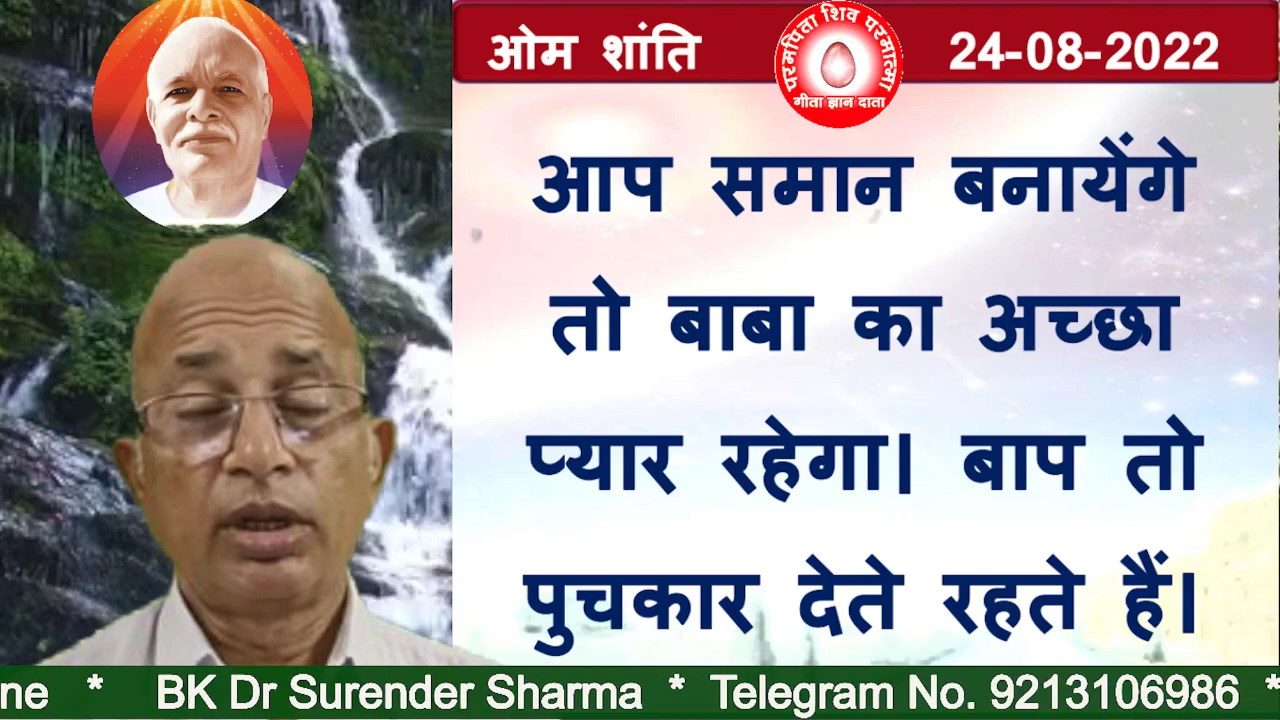 ओम शांति
परमपिता शिव परमात्मा
गीता ज्ञान दाता
24-08-2022
आप समान बनायेंगे
तो बाबा का अच्छा
प्यार रहेगा। बाप तो
पुचकार देते रहते हैं।
ne * BK Dr Surender Sharma * Telegram No. 9213106986 *